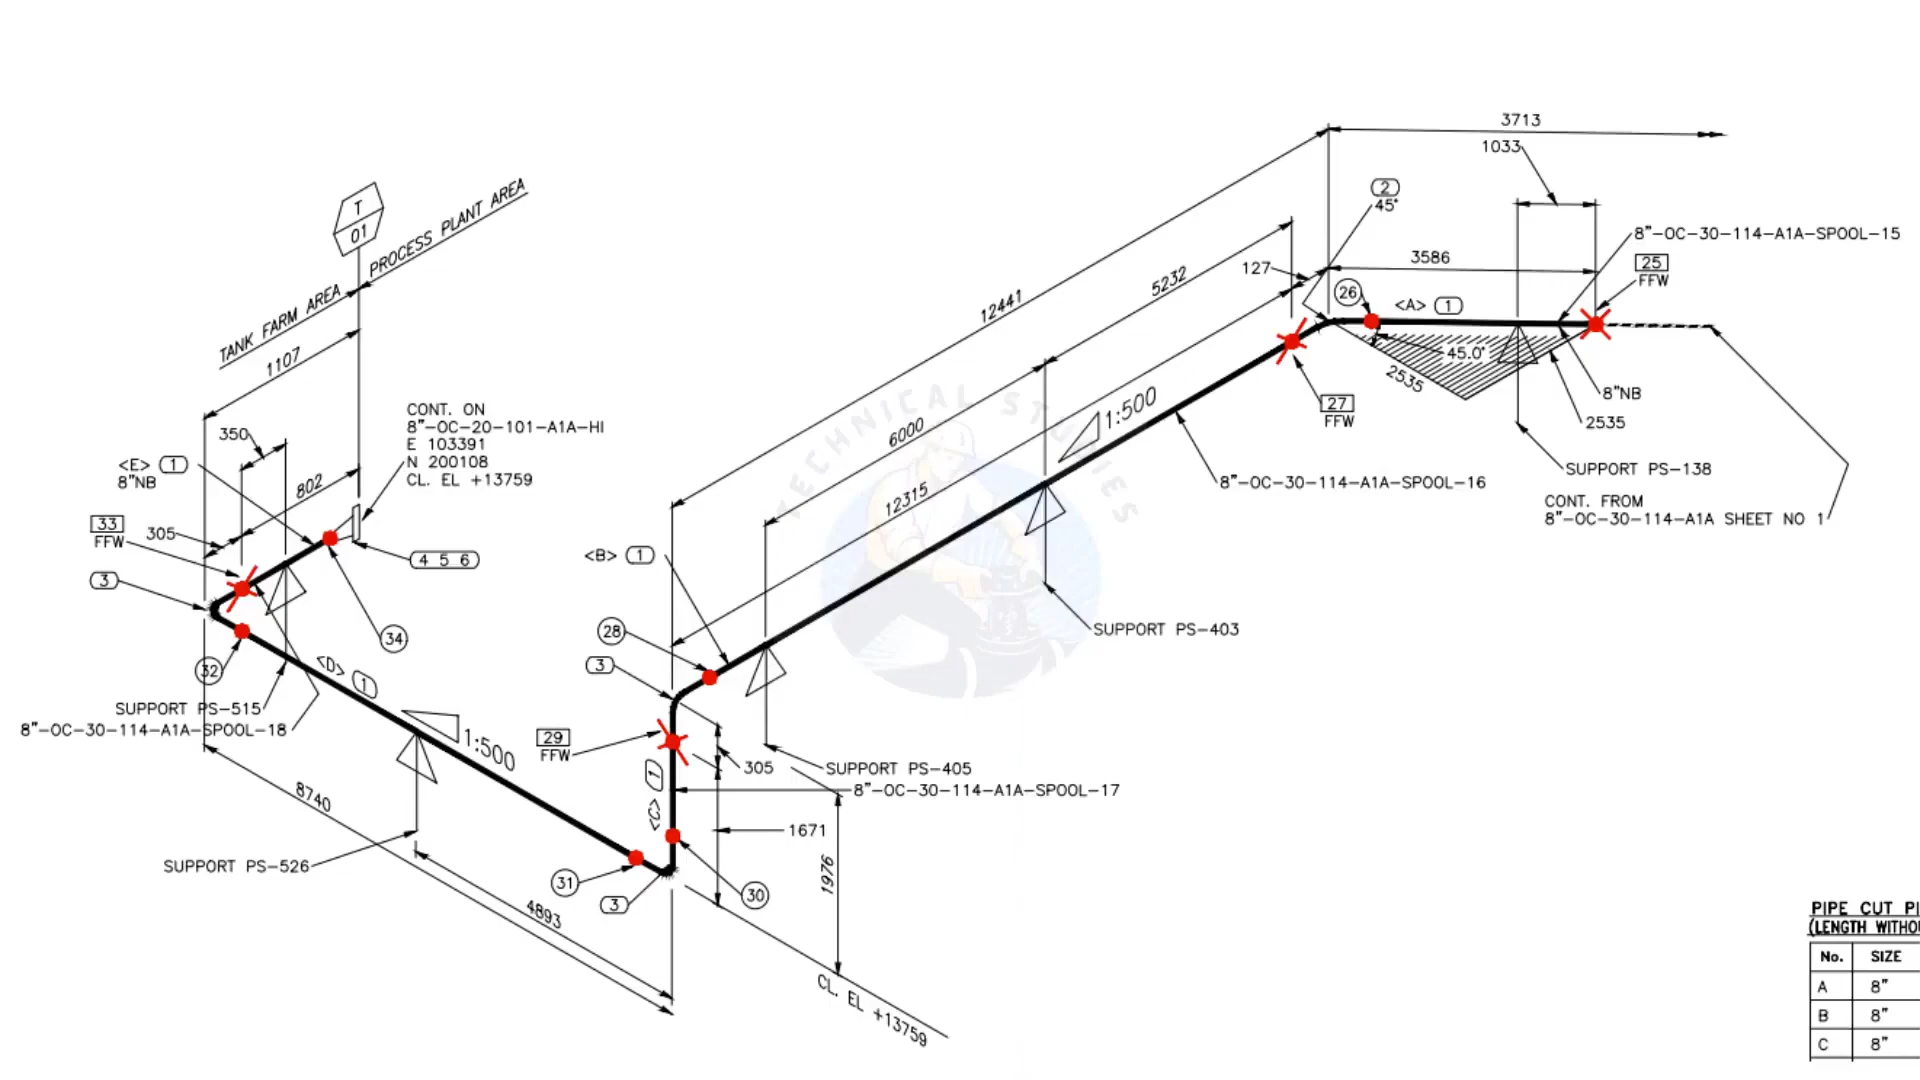 3713
1033
T
01
PROCESS PLANT AREA
TANK FARM AREA
1107
2
45°
8"-OC-30-114-A1A-SPOOL-15
25
FFW
3586
127
5232
12441
26
<A> 1
45.0°
2535
8"NB
2535
SUPPORT PS-138
CONT. FROM
8"-OC-30-114-A1A SHEET NO 1
CONT. ON
8"-OC-20-101-A1A-HI
E 103391
N 200108
CL. EL +13759
350
<E> 1
8"NB
802
33
FFW
305
3
4 5 6
34
32
<D> 1
SUPPORT PS-515
8"-OC-30-114-A1A-SPOOL-18
1:500
8740
SUPPORT PS-526
4893
27
FFW
1:500
6000
12315
8"-OC-30-114-A1A-SPOOL-16
<B> 1
SUPPORT PS-403
28
3
29
FFW
305
SUPPORT PS-405
8"-OC-30-114-A1A-SPOOL-17
<C> 1
1671
1976
31
3
30
CL. EL +13759
TECHNICAL STUDIES
PIPE CUT
(LENGTH
No. SIZE
A 8"
B 8"
C 8"